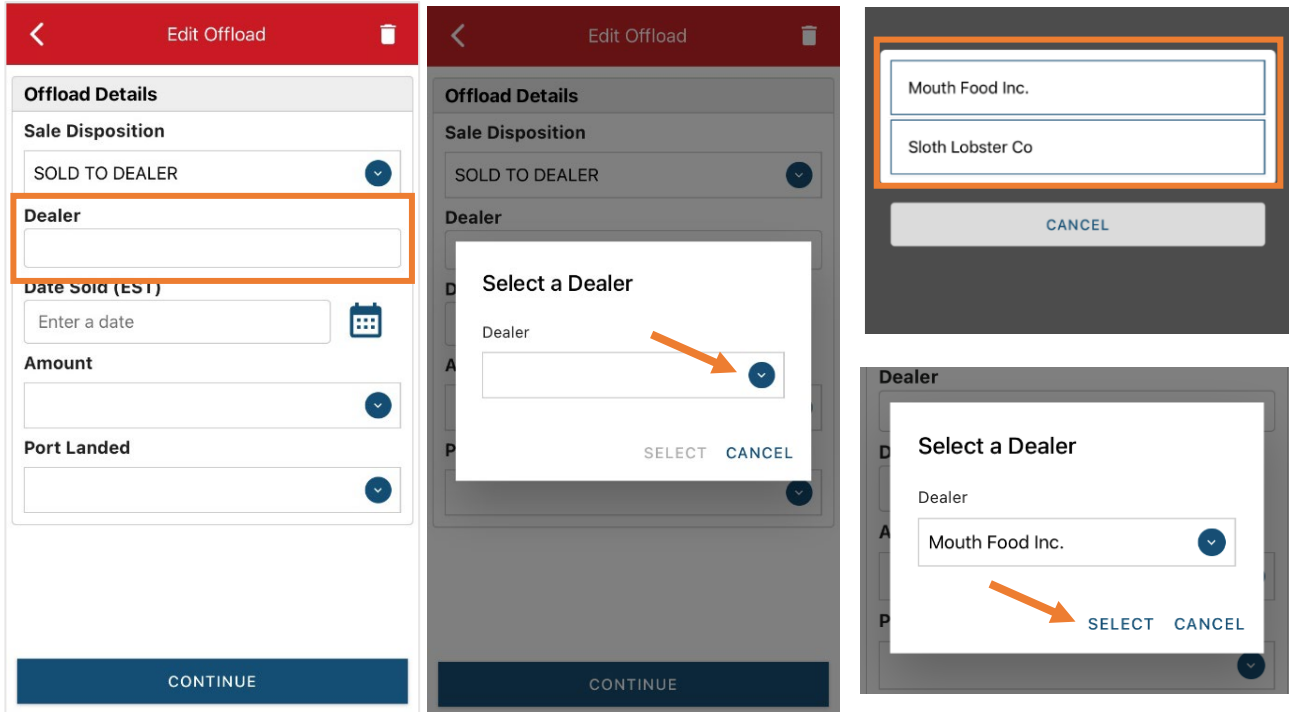 Edit Offload
Offload Details
Sale Disposition
SOLD TO DEALER
Dealer
Date Sold (EST)
Enter a date
Amount
Port Landed
CONTINUE
Edit Offload
Offload Details
Sale Disposition
SOLD TO DEALER
Dealer
D
Select a Dealer
Dealer
A
P
SELECT CANCEL
CONTINUE
Mouth Food Inc.
Sloth Lobster Co
CANCEL
Dealer
Select a Dealer
D
Dealer
A
Mouth Food Inc.
P
SELECT CANCEL